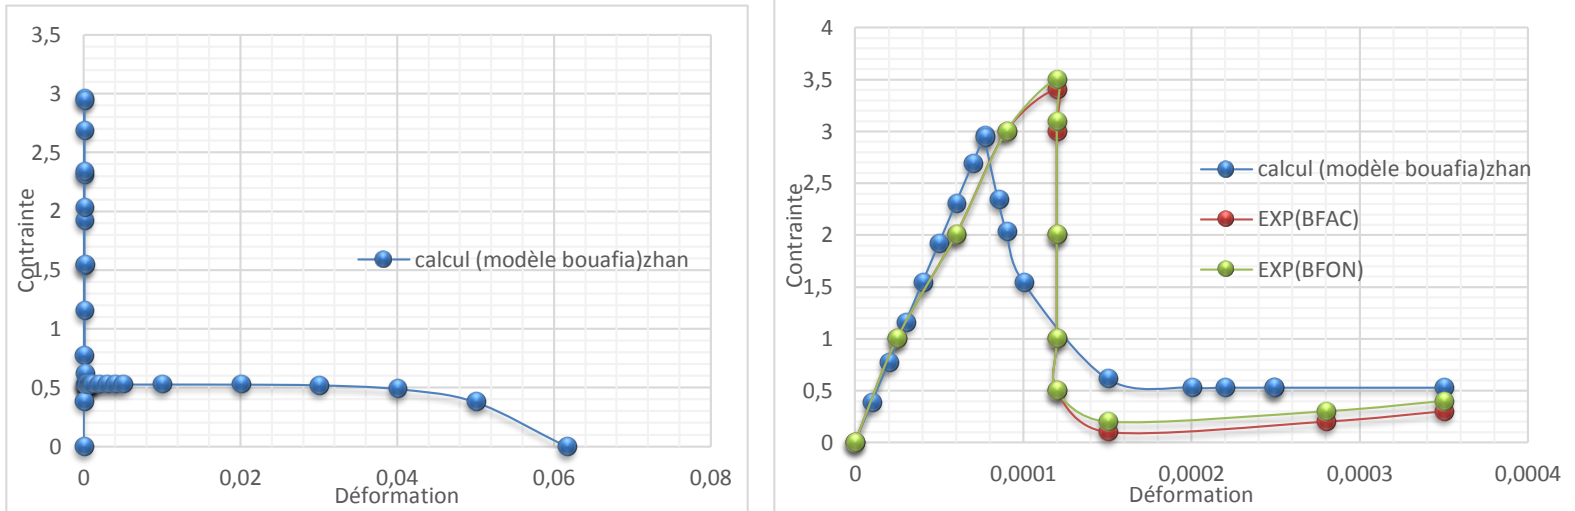 3,5
3
2,5
2
1,5
1
0,5
0
Contrainte
calcul (modèle bouafia)zhan
0 0,02 0,04 0,06 0,08
Déformation
4
3,5
3
2,5
2
1,5
1
0,5
0
Contrainte
calcul (modèle bouafia)zhan
EXP(BFAC)
EXP(BFON)
0 0,0001 0,0002 0,0003 0,0004
Déformation